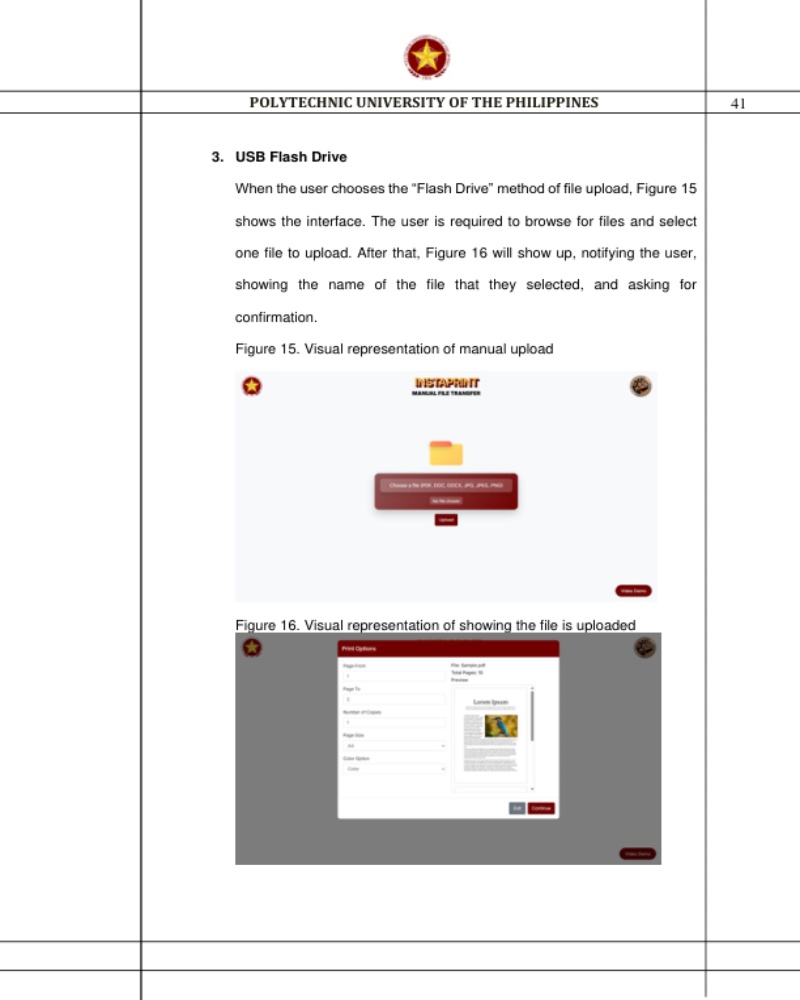 POLYTECHNIC UNIVERSITY OF THE PHILIPPINES
41
3. USB Flash Drive
When the user chooses the “Flash Drive” method of file upload, Figure 15
shows the interface. The user is required to browse for files and select
one file to upload. After that, Figure 16 will show up, notifying the user,
showing the name of the file that they selected, and asking for
confirmation.
Figure 15. Visual representation of manual upload
INSTAPRINT
MANUAL FILE TRANSFER
Choose a file (PDF, DOC, DOCX, JPG, JPEG, PNG)
No file chosen
Upload
Video Demo
Figure 16. Visual representation of showing the file is uploaded
Print Options
Page From
1
Page To
Number of Copies
1
Page Size
A4
Color Option
Color
File: Sample.pdf
Total Pages: 10
Preview
Lorem Ipsum
Exit
Continue
Video Demo